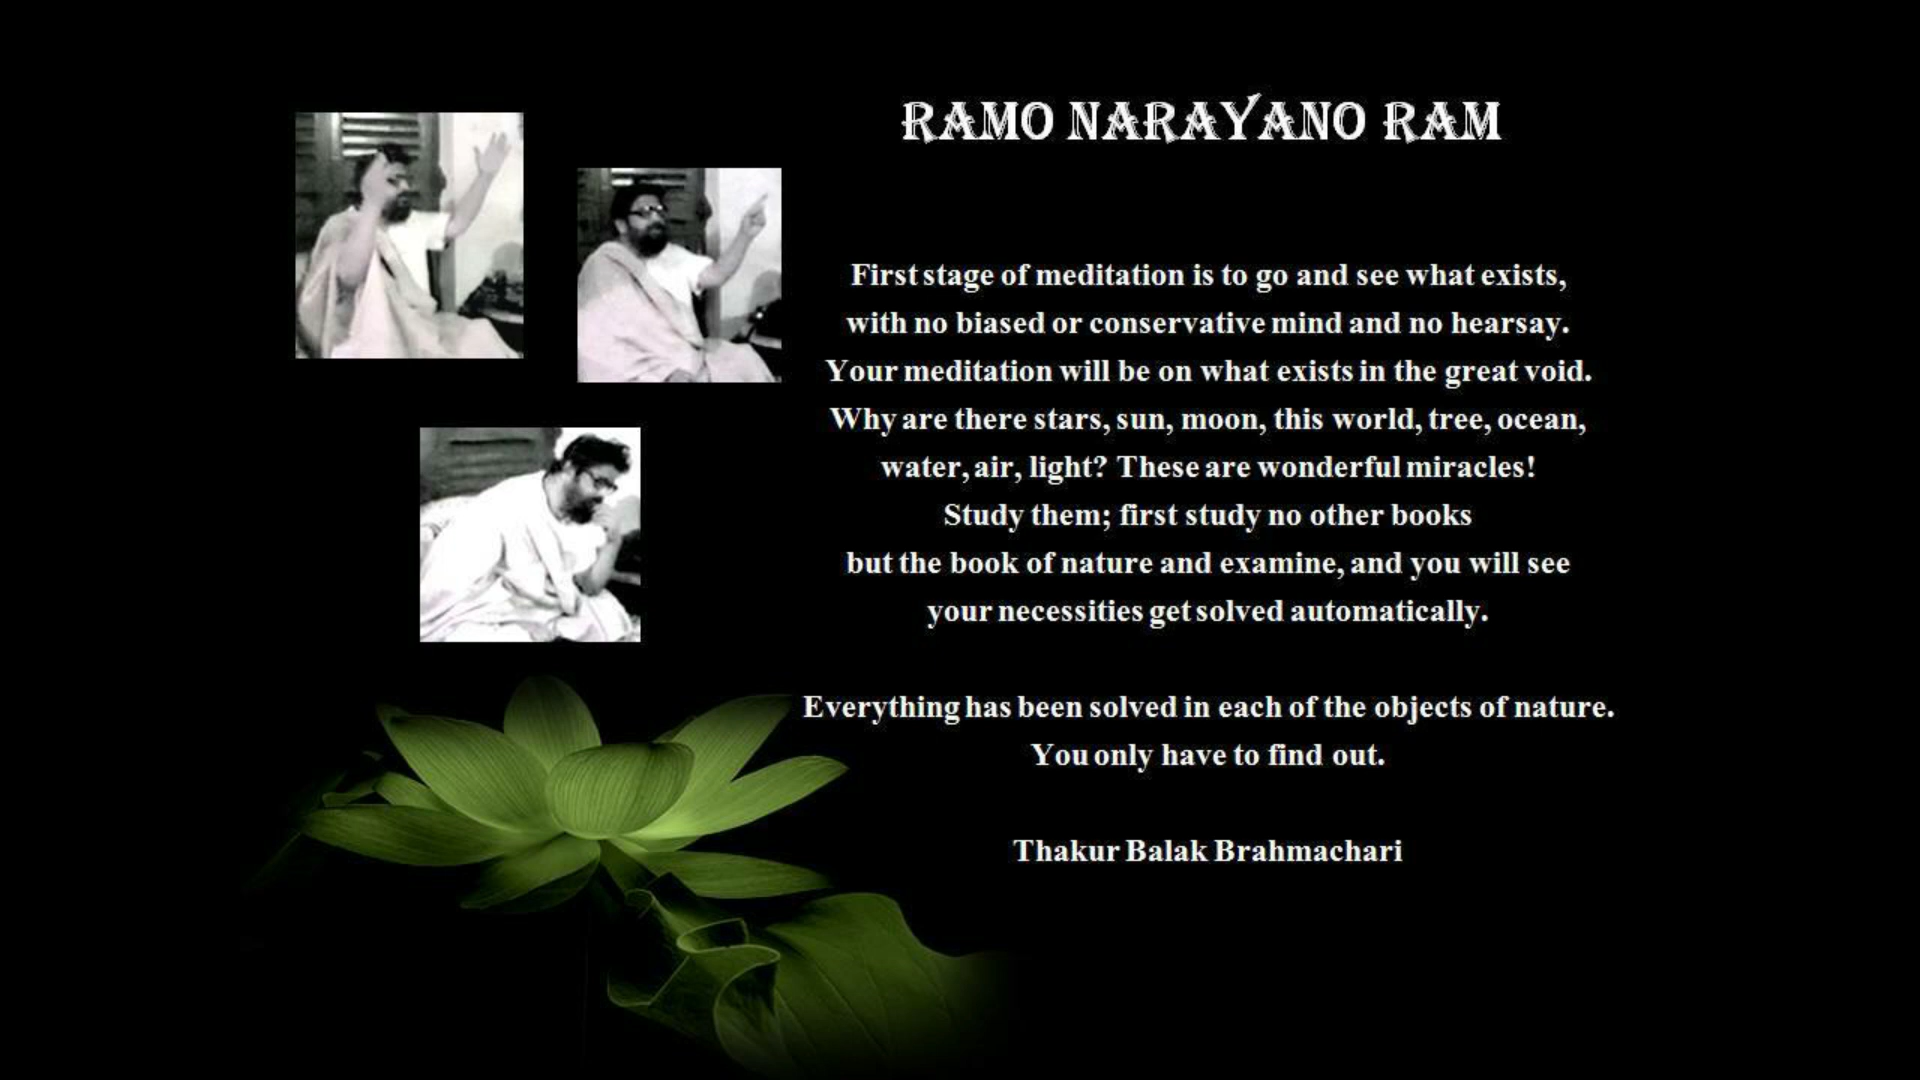 RAMO NARAYANO RAM
First stage of meditation is to go and see what exists,
with no biased or conservative mind and no hearsay.
Your meditation will be on what exists in the great void.
Why are there stars, sun, moon, this world, tree, ocean,
water, air, light? These are wonderful miracles!
Study them; first study no other books
but the book of nature and examine, and you will see
your necessities get solved automatically.
Everything has been solved in each of the objects of nature.
You only have to find out.
Thakur Balak Brahmachari